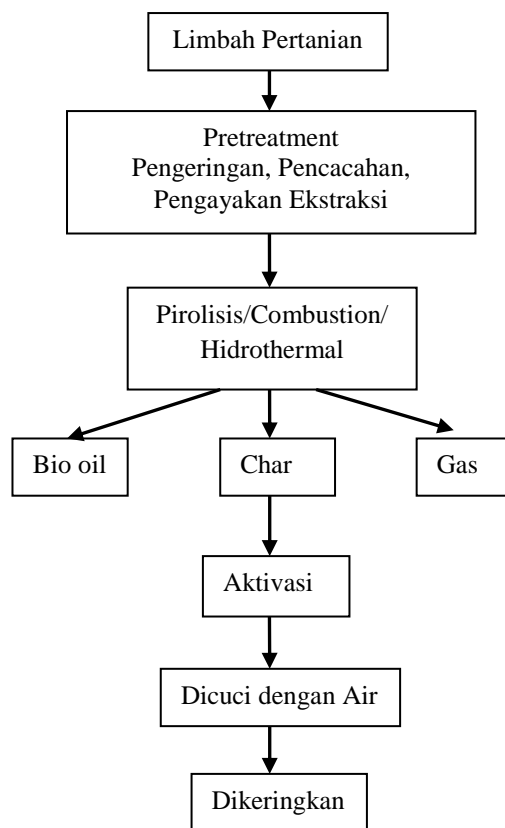 Limbah Pertanian
Pretreatment
Pengeringan, Pencacahan,
Pengayakan Ekstraksi
Pirolisis/Combustion/
Hidrothermal
Bio oil
Char
Gas
Aktivasi
Dicuci dengan Air
Dikeringkan